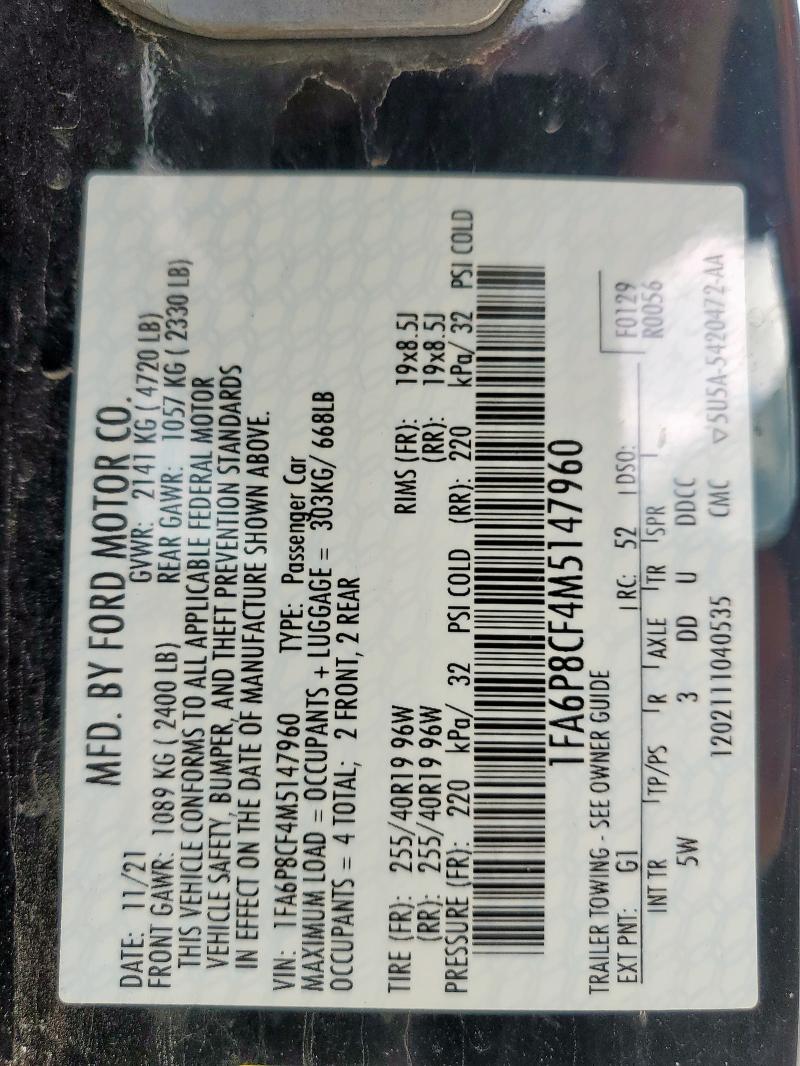 MFD. BY FORD MOTOR CO.
DATE: 11/21 GVWR: 2141 KG ( 4720 LB)
FRONT GAWR: 1089 KG ( 2400 LB) REAR GAWR: 1057 KG ( 2330 LB)
THIS VEHICLE CONFORMS TO ALL APPLICABLE FEDERAL MOTOR
VEHICLE SAFETY, BUMPER, AND THEFT PREVENTION STANDARDS
IN EFFECT ON THE DATE OF MANUFACTURE SHOWN ABOVE.
VIN: 1FA6P8CF4M5147960 TYPE: Passenger Car
MAXIMUM LOAD = OCCUPANTS + LUGGAGE = 303KG/ 668LB
OCCUPANTS = 4 TOTAL; 2 FRONT, 2 REAR
TIRE (FR): 255/40R19 96W RIMS (FR): 19x8.5J
(RR): 255/40R19 96W (RR): 19x8.5J
PRESSURE (FR): 220 kPa/ 32 PSI COLD (RR): 220 kPa/ 32 PSI COLD
1FA6P8CF4M5147960
TRAILER TOWING - SEE OWNER GUIDE
EXT PNT: G1 RC: 52 DSO: F0129
INT TR TP/PS R AXLE TR SPR R0056
5W 3 DD U DDCC
1202111040535 CMC ▽5U5A-5420472-AA